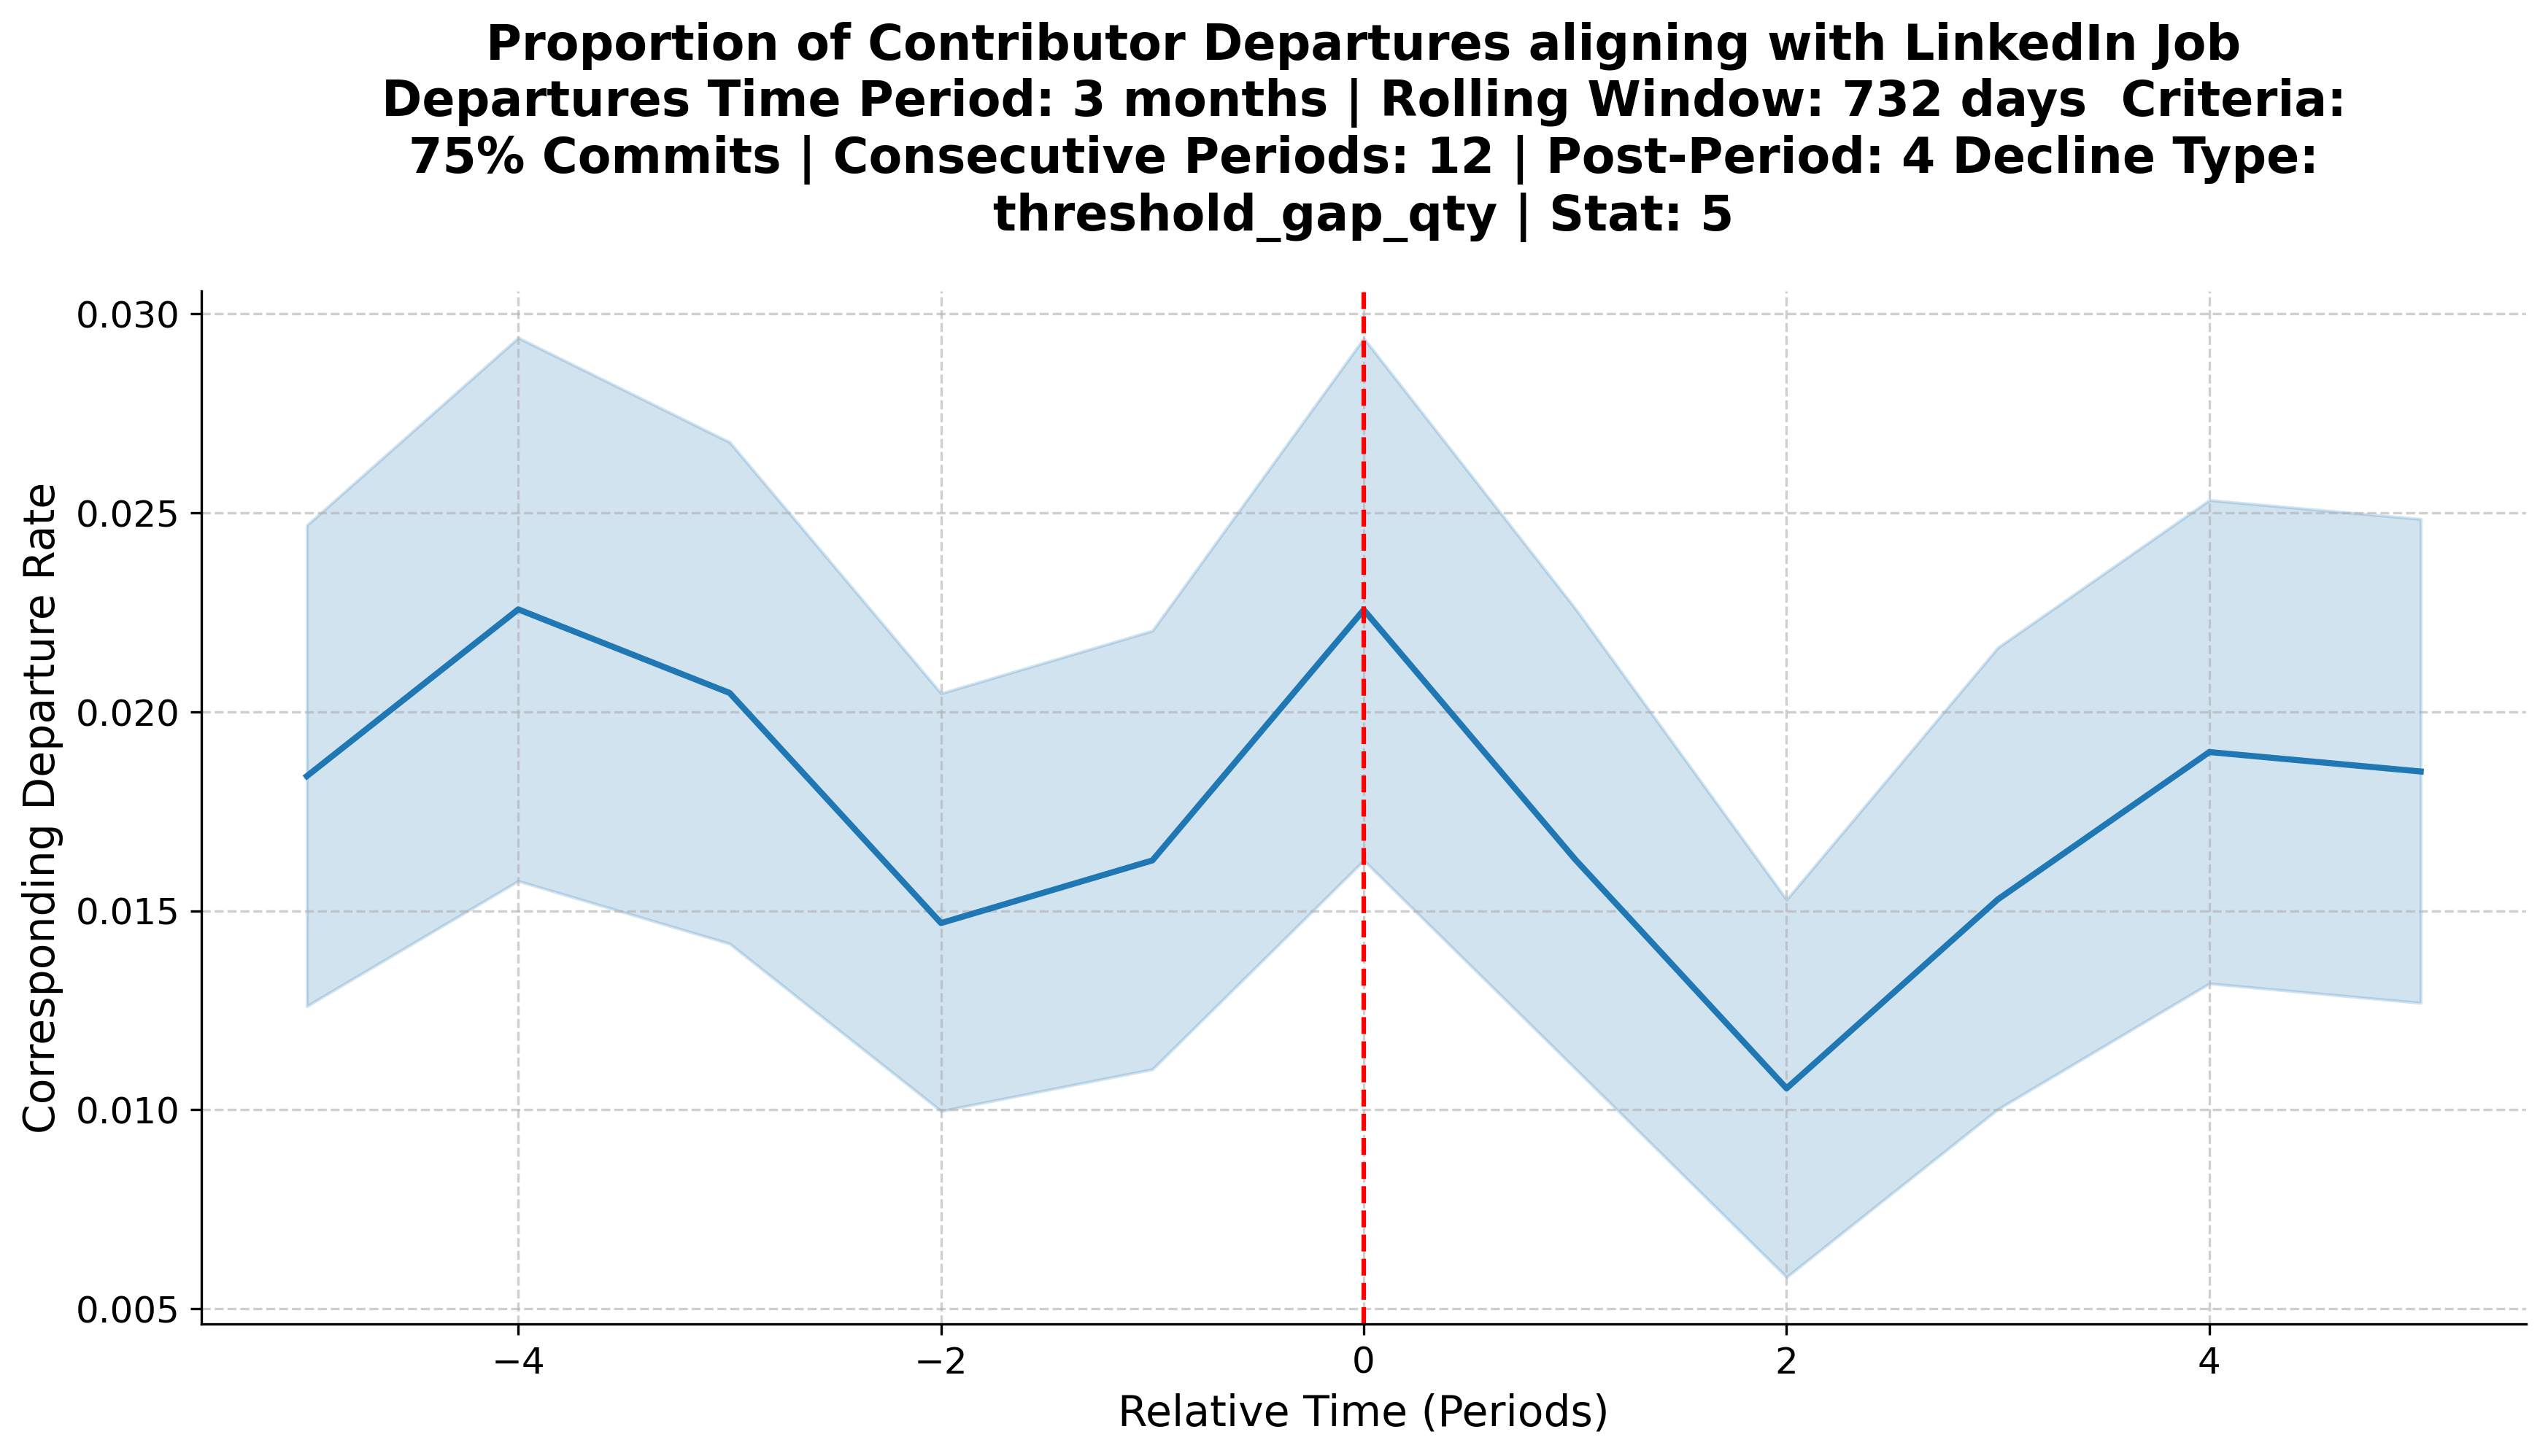 Proportion of Contributor Departures aligning with LinkedIn Job
Departures Time Period: 3 months | Rolling Window: 732 days  Criteria:
75% Commits | Consecutive Periods: 12 | Post-Period: 4 Decline Type:
threshold_gap_qty | Stat: 5
Corresponding Departure Rate
0.030
0.025
0.020
0.015
0.010
0.005
−4
−2
0
2
4
Relative Time (Periods)